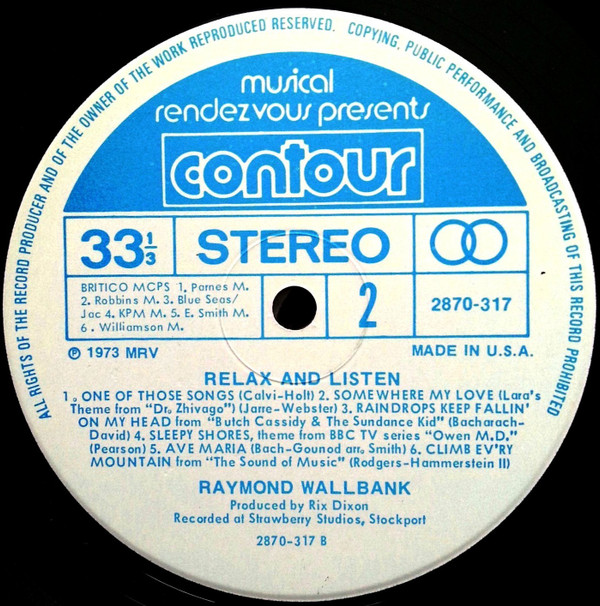 ALL RIGHTS OF THE RECORD PRODUCER AND OF THE OWNER OF THE WORK REPRODUCED RESERVED. COPYING, PUBLIC PERFORMANCE AND BROADCASTING OF THIS RECORD PROHIBITED
musical
rendezvous presents
contour
33 1/3 STEREO
BRITICO MCPS 1. Parnes M.
2. Robbins M. 3. Blue Seas/
Jac 4. KPM M. 5. E. Smith M.
6. Williamson M.
2
2870-317
℗ 1973 MRV
MADE IN U.S.A.
RELAX AND LISTEN
1. ONE OF THOSE SONGS (Calvi-Holt) 2. SOMEWHERE MY LOVE (Lara's
Theme from "Dr. Zhivago") (Jarre-Webster) 3. RAINDROPS KEEP FALLIN'
ON MY HEAD from "Butch Cassidy & The Sundance Kid" (Bacharach-
David) 4. SLEEPY SHORES, theme from BBC TV series "Owen M.D."
(Pearson) 5. AVE MARIA (Bach-Gounod arr. Smith) 6. CLIMB EV'RY
MOUNTAIN from "The Sound of Music" (Rodgers-Hammerstein II)
RAYMOND WALLBANK
Produced by Rix Dixon
Recorded at Strawberry Studios, Stockport
2870-317 B